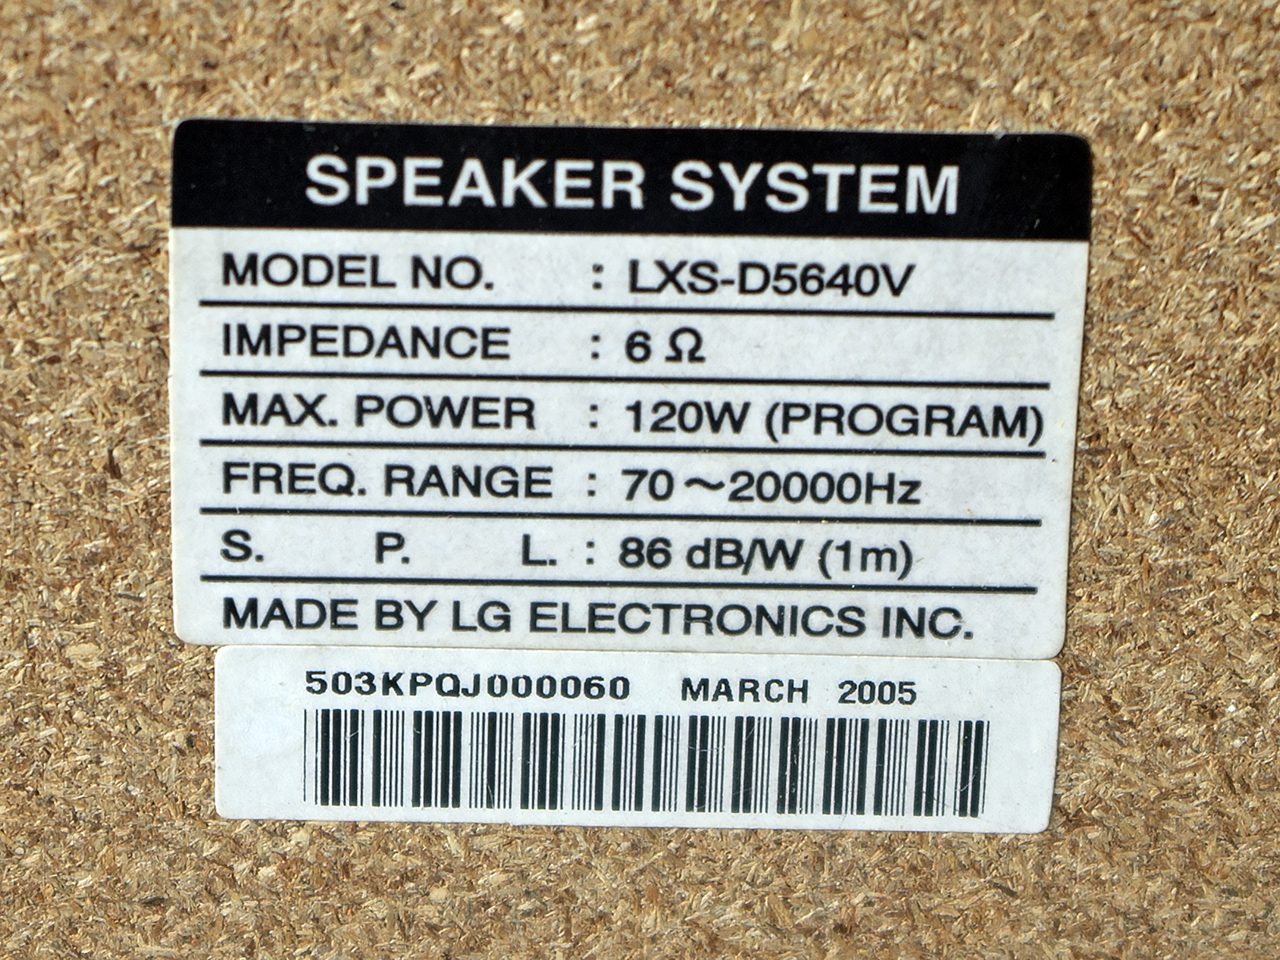 SPEAKER SYSTEM
MODEL NO. : LXS-D5640V
IMPEDANCE : 6 Ω
MAX. POWER : 120W (PROGRAM)
FREQ. RANGE : 70～20000Hz
S. P. L. : 86 dB/W (1m)
MADE BY LG ELECTRONICS INC.
503KPQJ000060 MARCH 2005